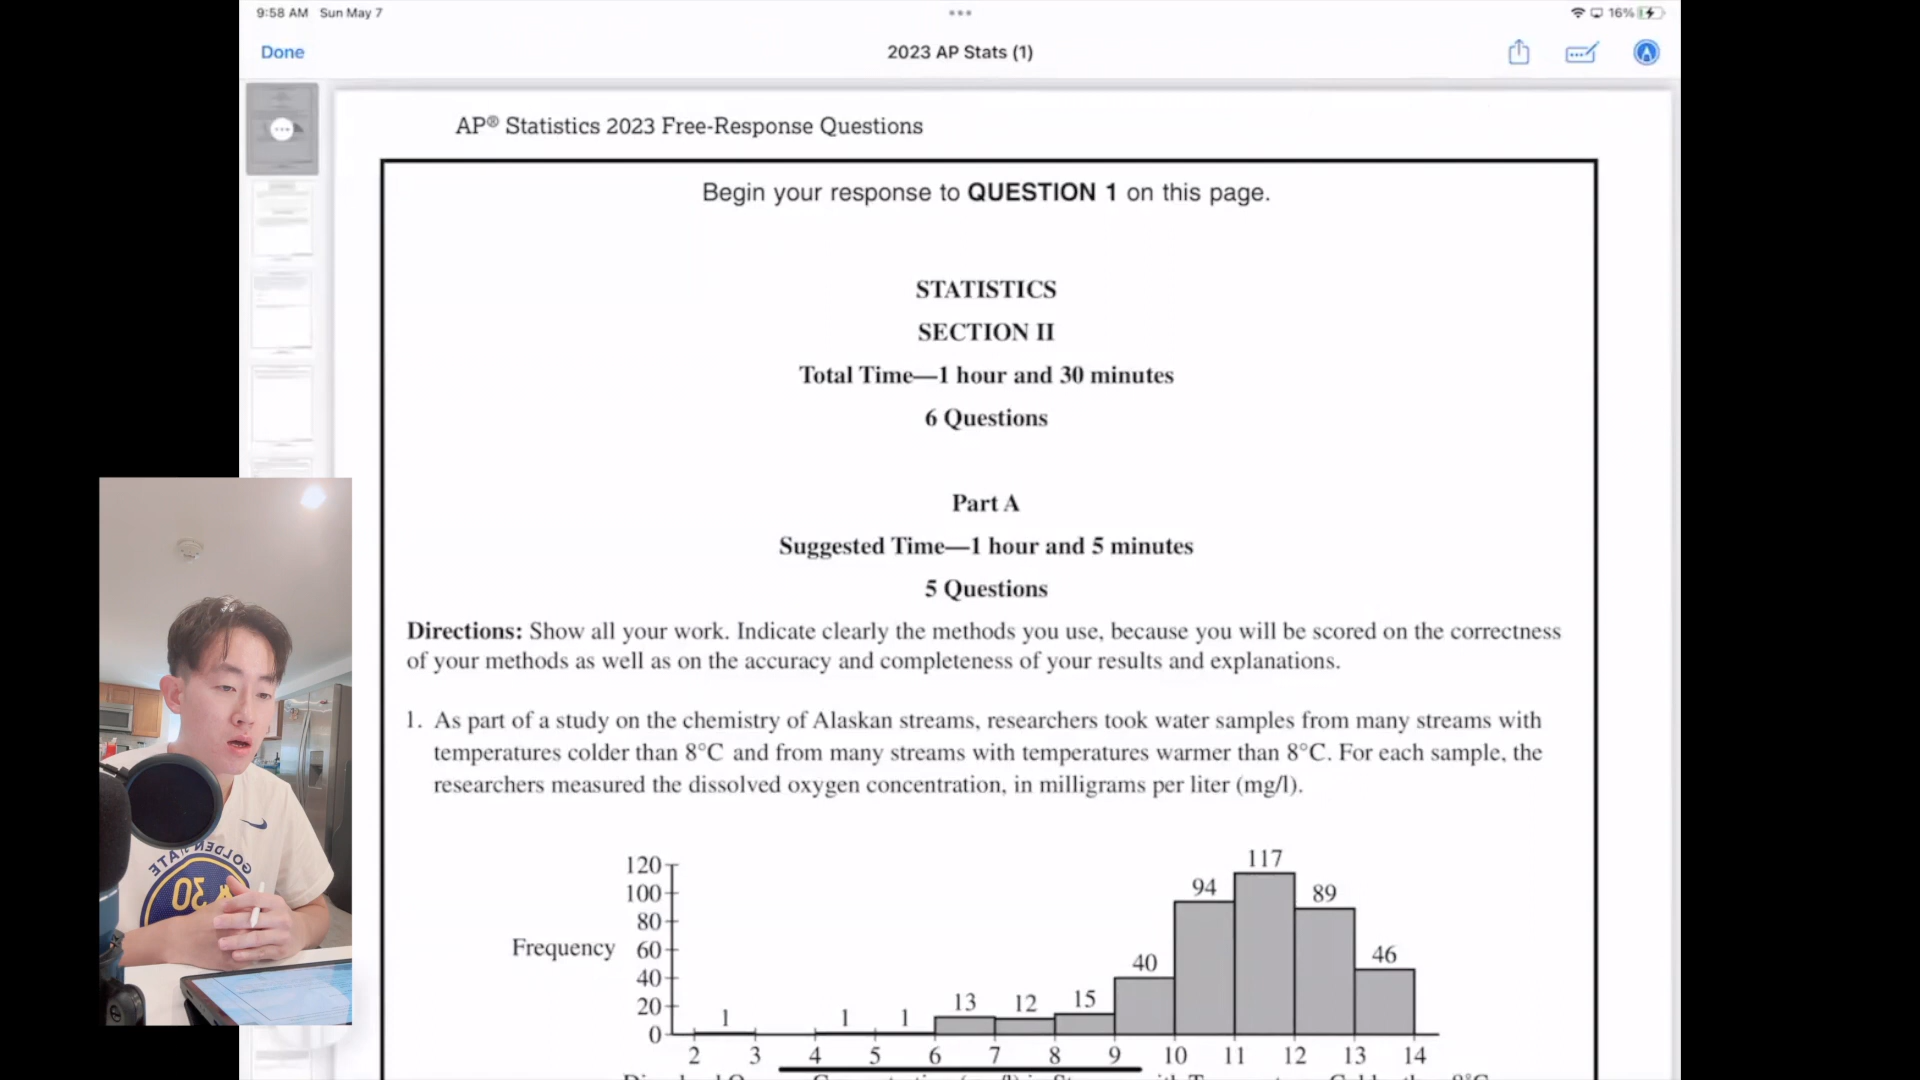 9:58 AM Sun May 7
16%
Done
2023 AP Stats (1)
AP® Statistics 2023 Free-Response Questions
Begin your response to QUESTION 1 on this page.
STATISTICS
SECTION II
Total Time—1 hour and 30 minutes
6 Questions
Part A
Suggested Time—1 hour and 5 minutes
5 Questions
Directions: Show all your work. Indicate clearly the methods you use, because you will be scored on the correctness
of your methods as well as on the accuracy and completeness of your results and explanations.
1. As part of a study on the chemistry of Alaskan streams, researchers took water samples from many streams with
temperatures colder than 8°C and from many streams with temperatures warmer than 8°C. For each sample, the
researchers measured the dissolved oxygen concentration, in milligrams per liter (mg/l).
Frequency
120
100
80
60
40
20
0
1 1 1 13 12 15 40 94 117 89 46
2 3 4 5 6 7 8 9 10 11 12 13 14
GOLDEN STATE
30